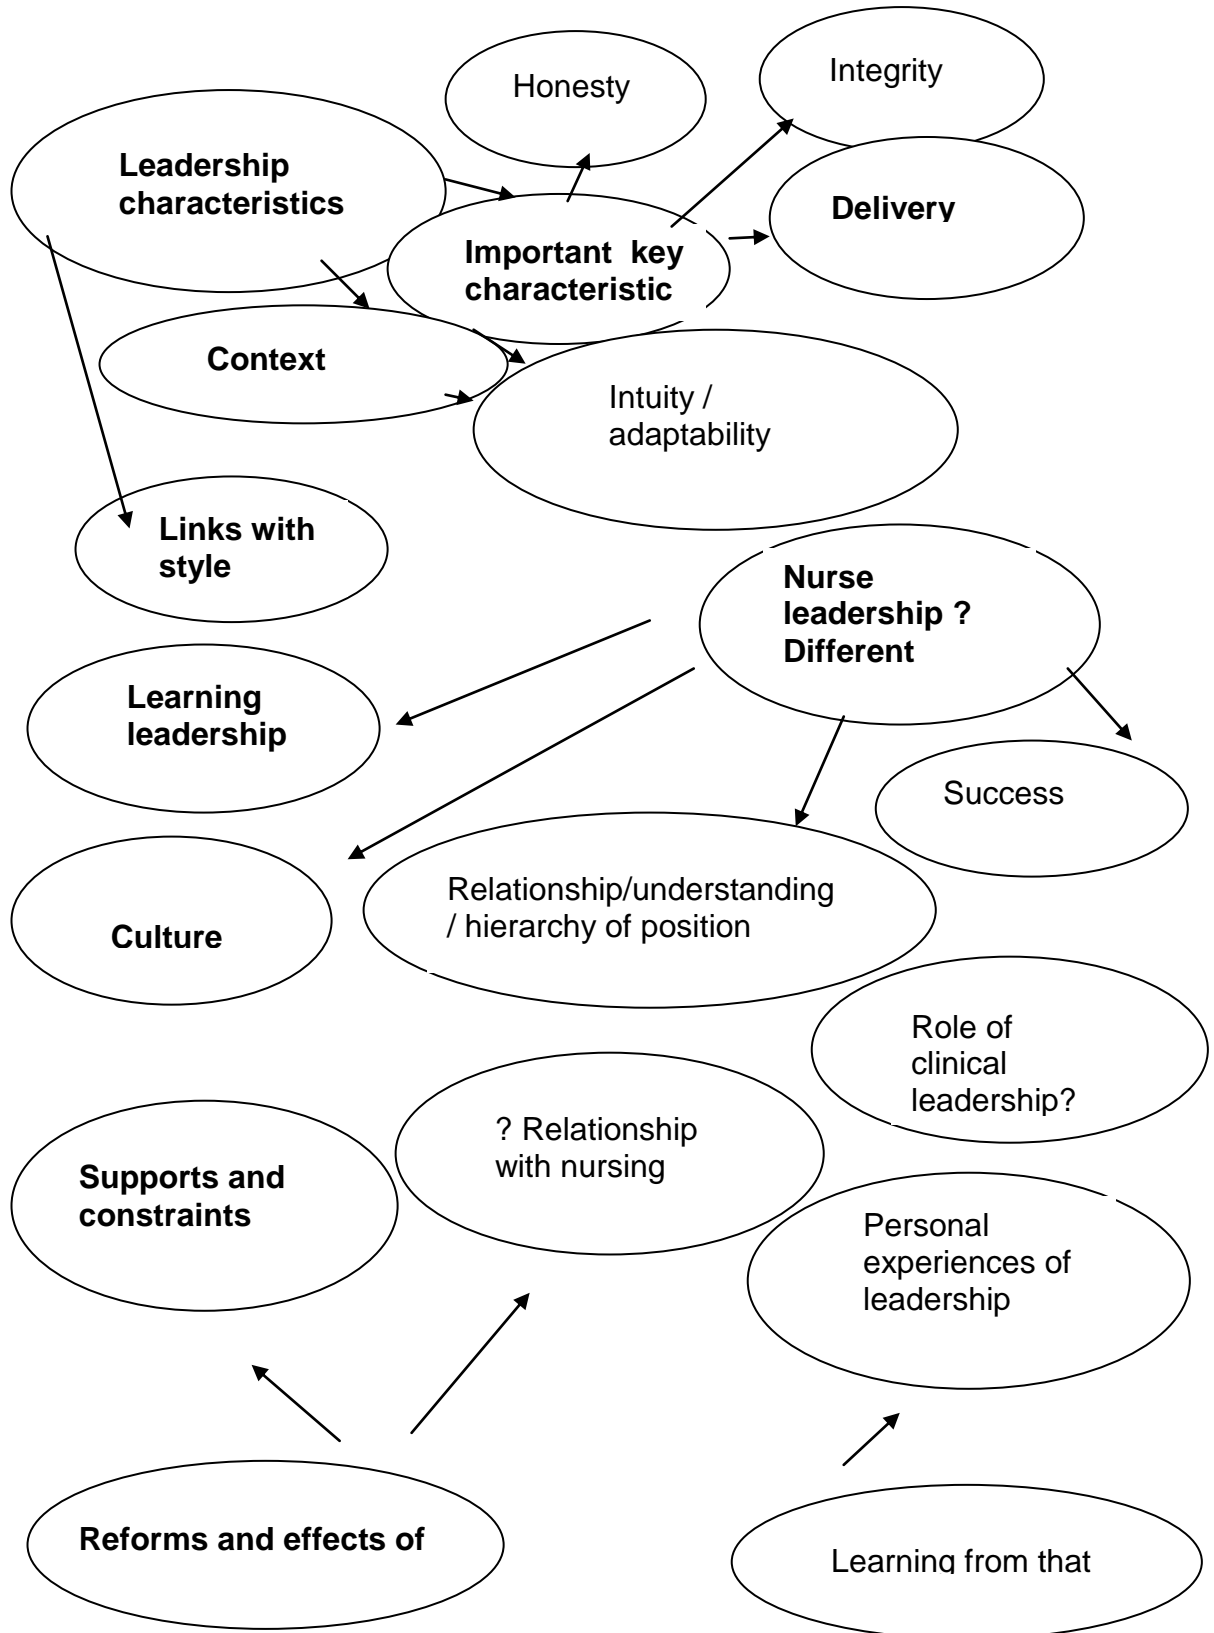 Honesty
Integrity
Leadership
characteristics
Delivery
Important key
characteristic
Context
Intuity /
adaptability
Links with
style
Nurse
leadership ?
Different
Learning
leadership
Success
Relationship/understanding
/ hierarchy of position
Culture
Role of
clinical
leadership?
? Relationship
with nursing
Supports and
constraints
Personal
experiences of
leadership
Reforms and effects of
Learning from that